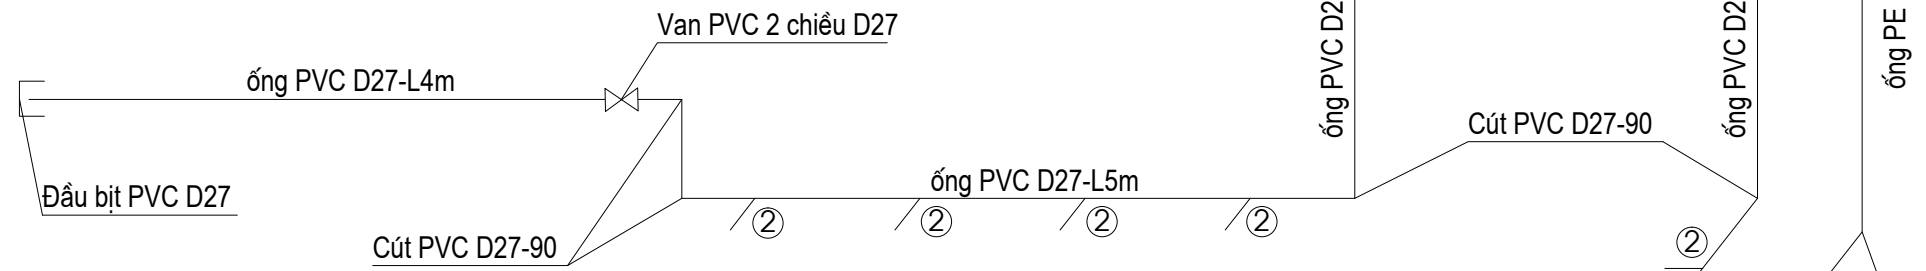 Van PVC 2 chiều D27
ống PVC D27-L4m
ống PVC D2
ống PVC D2
ống PE
Cút PVC D27-90
Đầu bịt PVC D27
ống PVC D27-L5m
2
2
2
2
2
Cút PVC D27-90